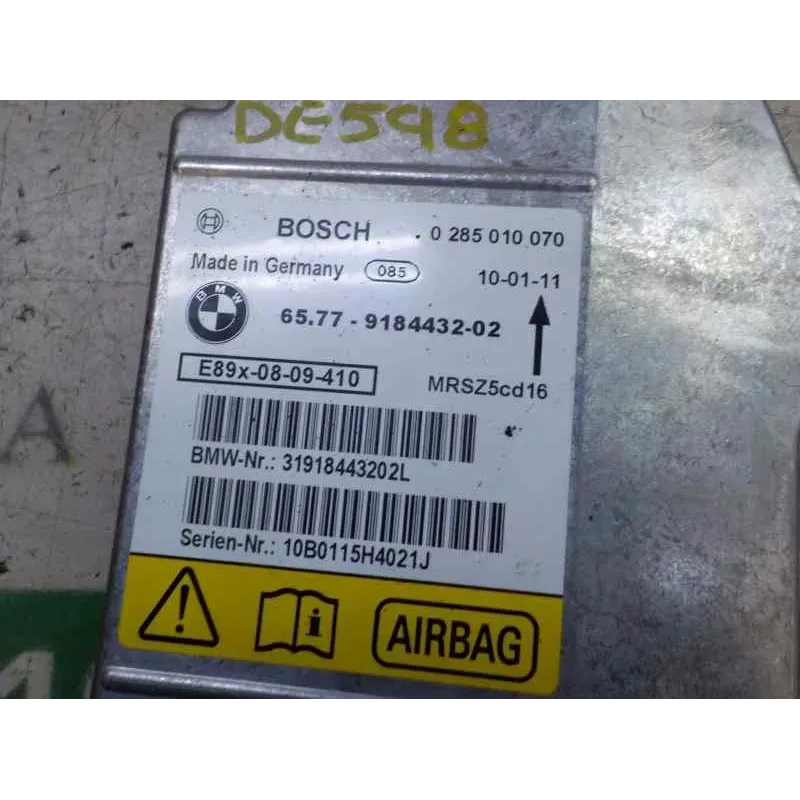 DE598
BOSCH . 0 285 010 070
Made in Germany 085 10-01-11
BMW
65.77 - 9184432-02
E89x-08-09-410 MRSZ5cd16
BMW-Nr.: 31918443202L
Serien-Nr.: 10B0115H4021J
! i AIRBAG
A